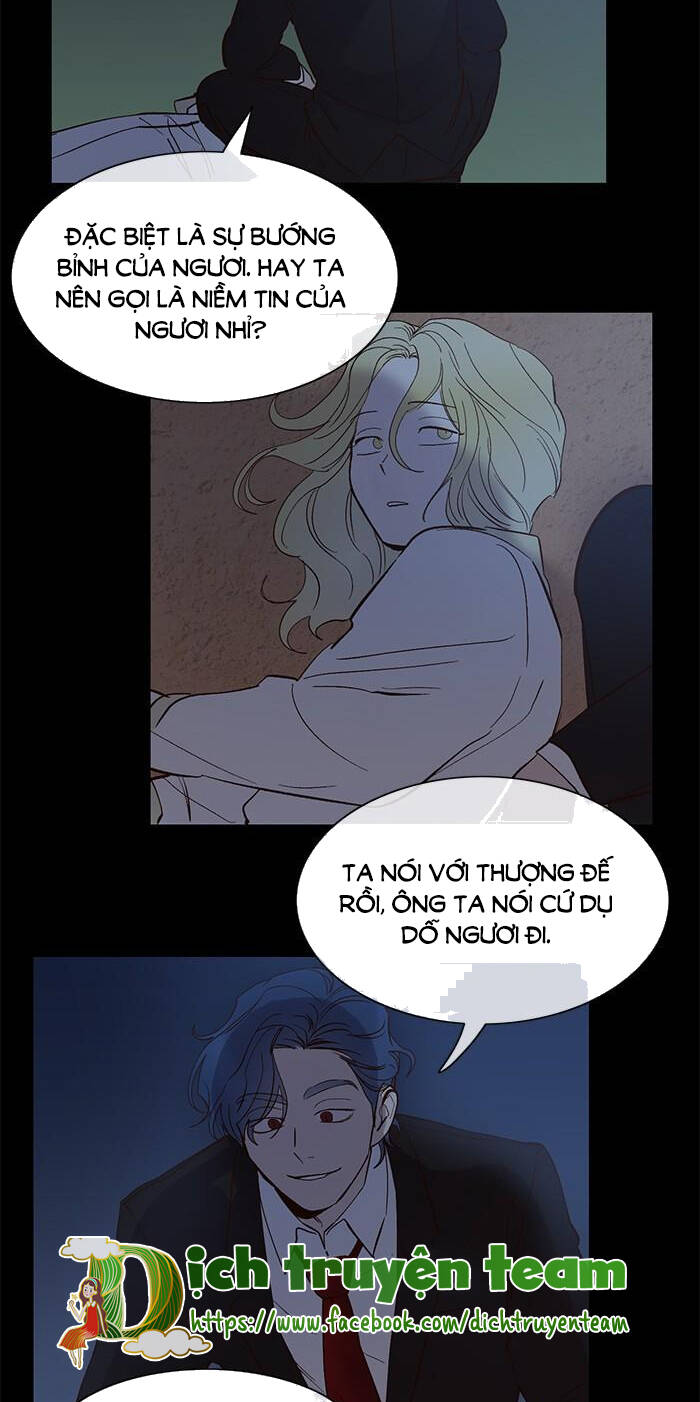 ĐẶC BIỆT LÀ SỰ BƯỚNG
BỈNH CỦA NGƯƠI. HAY TA
NÊN GỌI LÀ NIỀM TIN CỦA
NGƯƠI NHỈ?
TA NÓI VỚI THƯỢNG ĐẾ
RỒI, ÔNG TA NÓI CỨ DỤ
DỖ NGƯƠI ĐI.
Dịch truyện team
https://www.facebook.com/dichtruyenteam